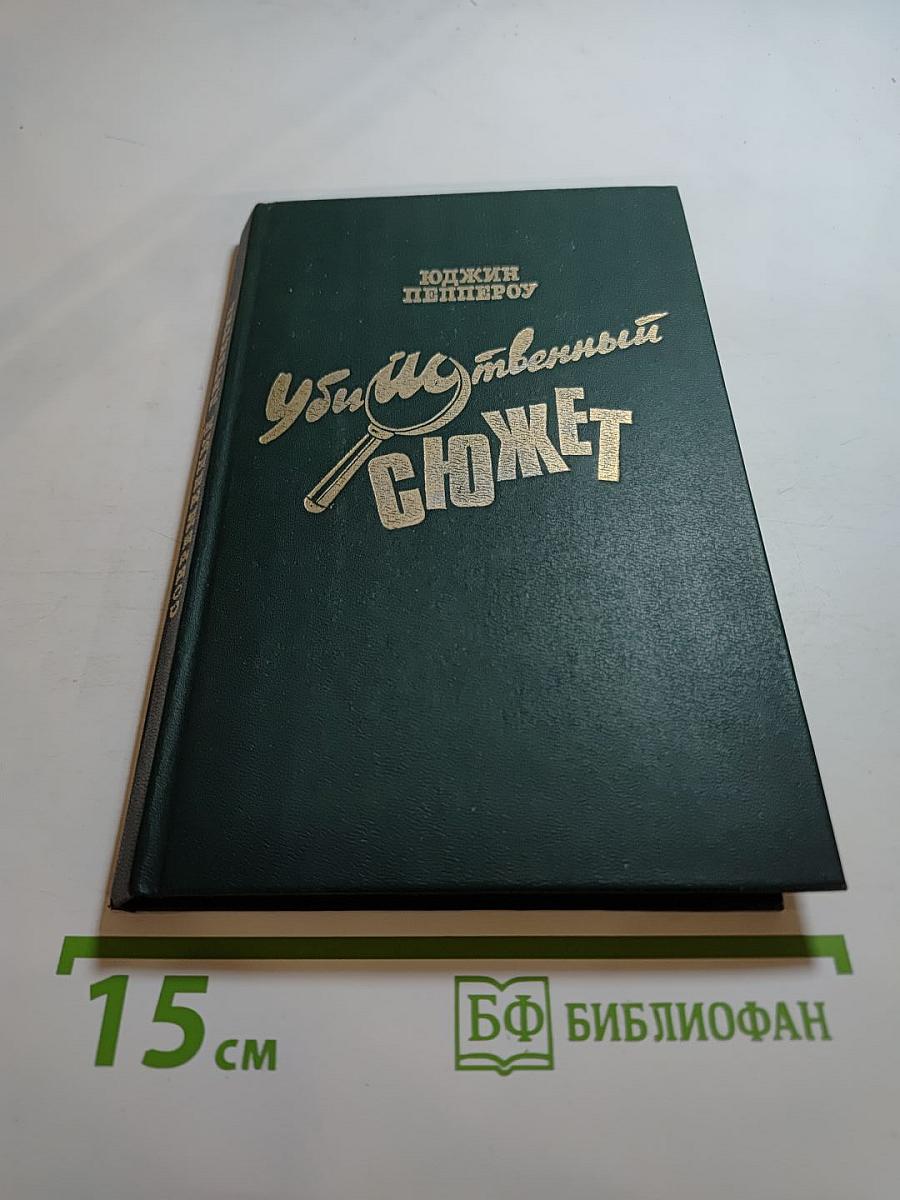 ЮДЖИН
ПЕППЕРОУ
Убийственный
СЮЖЕТ
15 см
БФ БИБЛИОФАН